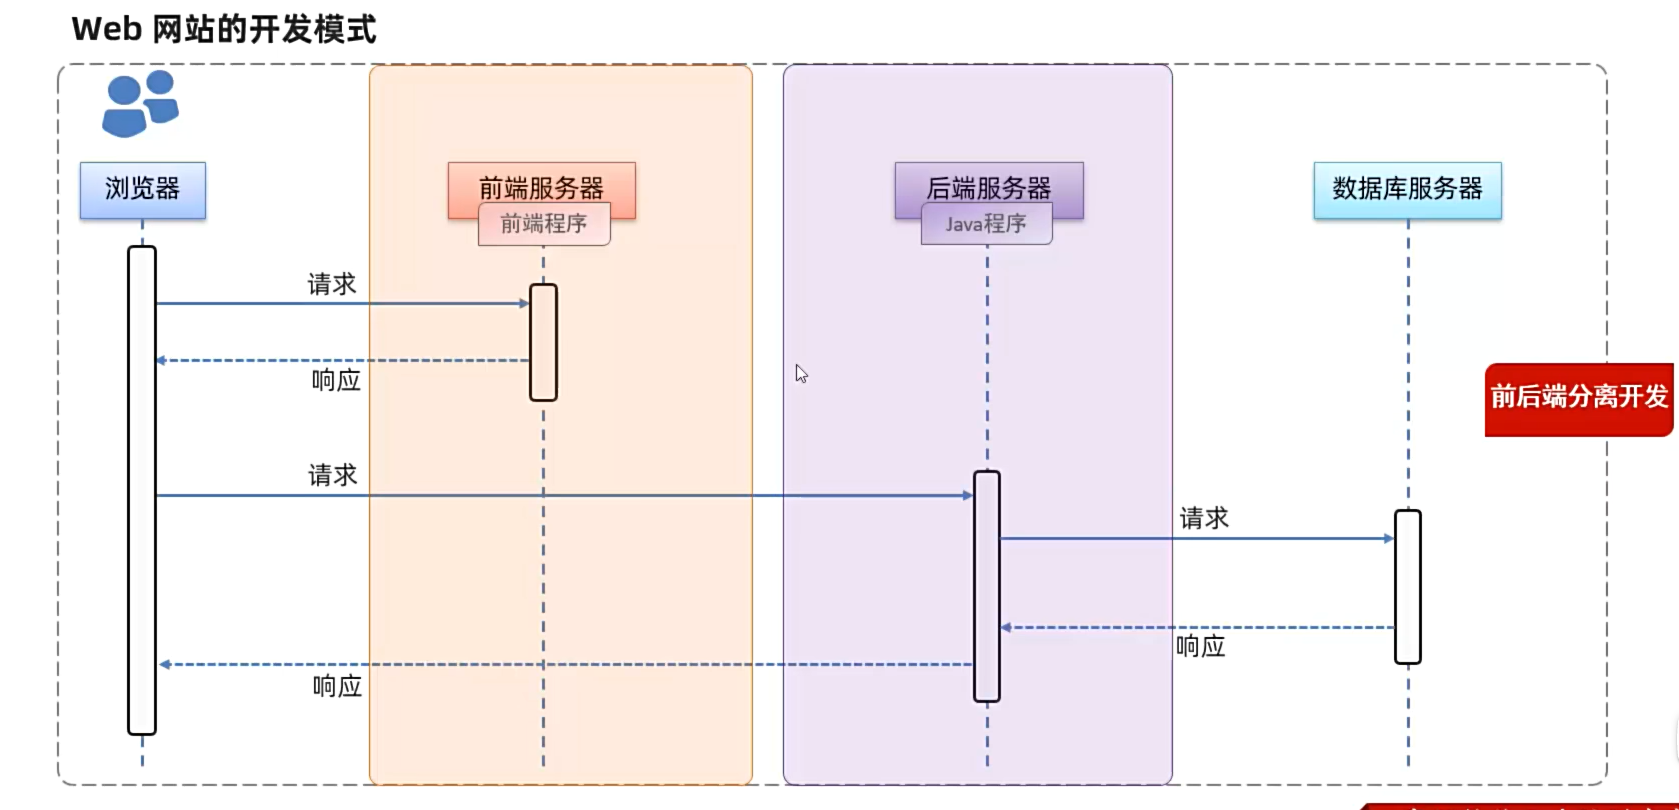 Web 网站的开发模式
浏览器
前端服务器
前端程序
后端服务器
Java程序
数据库服务器
请求
响应
前后端分离开发
请求
请求
响应
响应